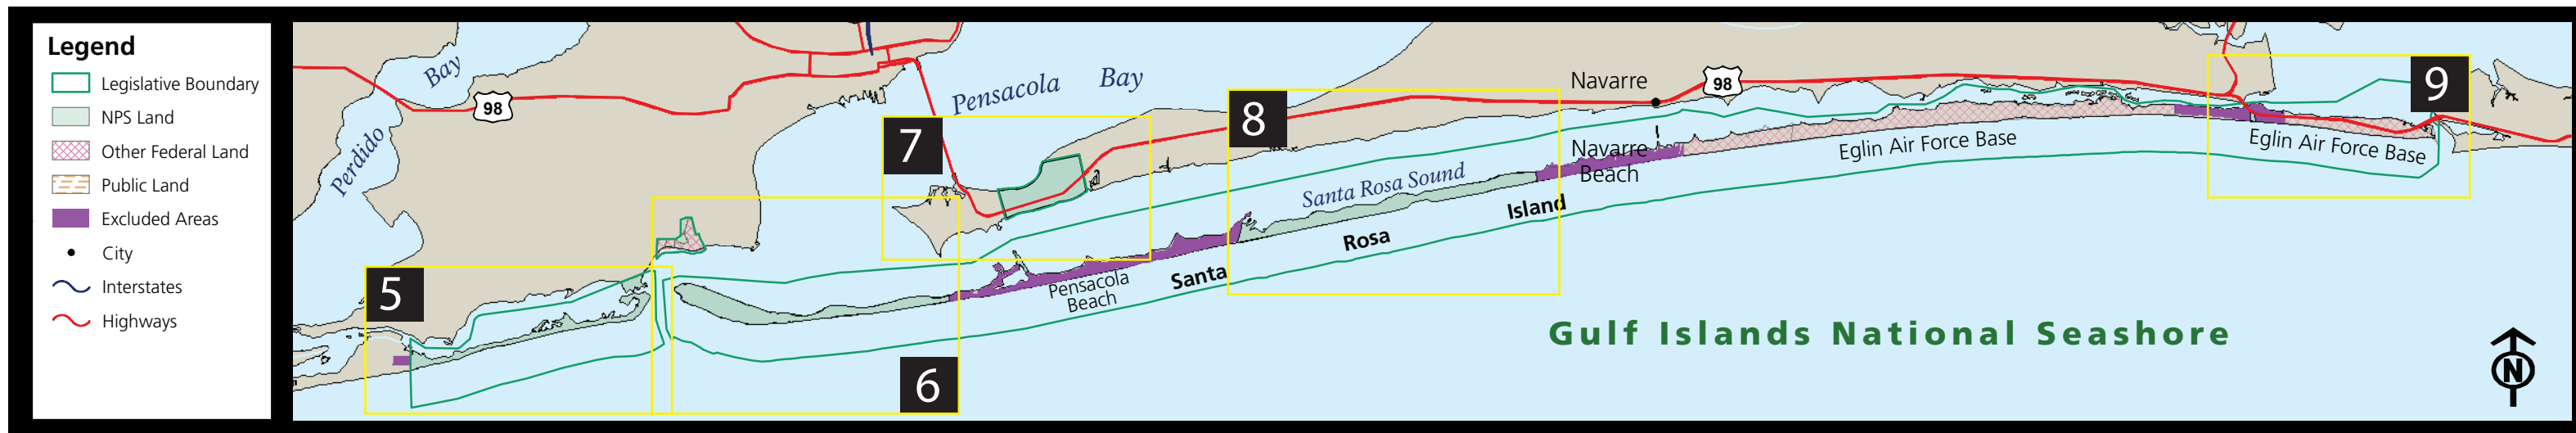 Legend
Legislative Boundary
NPS Land
Other Federal Land
Public Land
Excluded Areas
City
Interstates
Highways
Perdido Bay
98
Pensacola Bay
Navarre
98
5
6
7
8
9
Santa Rosa Sound
Navarre
Beach
Eglin Air Force Base
Eglin Air Force Base
Pensacola
Beach
Santa Rosa Island
Gulf Islands National Seashore
N